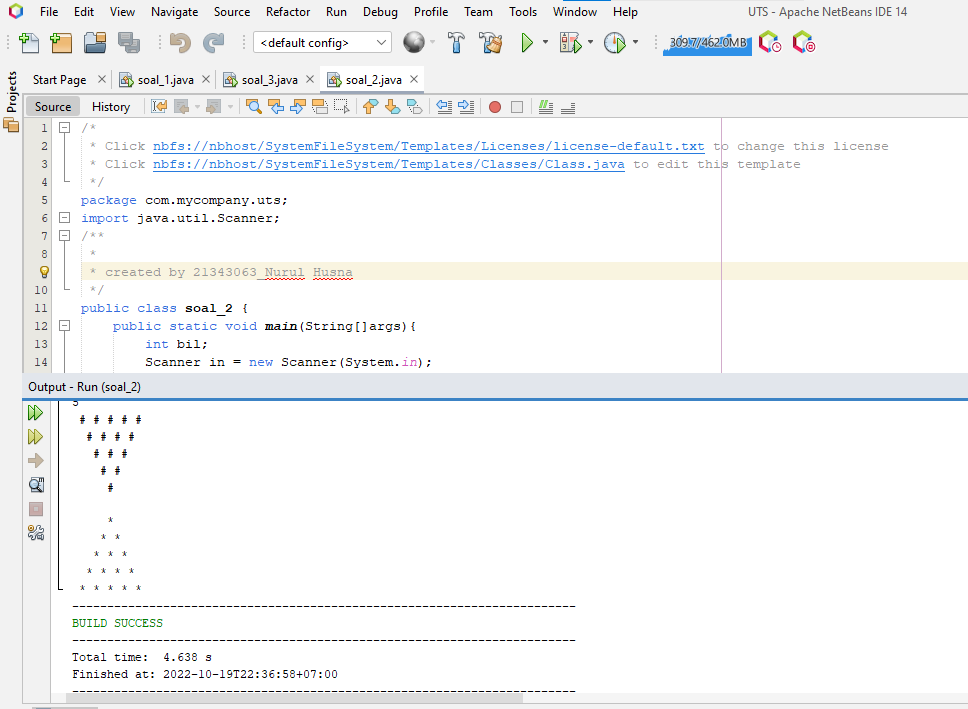 File Edit View Navigate Source Refactor Run Debug Profile Team Tools Window Help UTS - Apache NetBeans IDE 14
<default config> 309.7/462.0MB
Projects
Start Page soal_1.java soal_3.java soal_2.java
Source History
1 /*
2 * Click nbfs://nbhost/SystemFileSystem/Templates/Licenses/license-default.txt to change this license
3 * Click nbfs://nbhost/SystemFileSystem/Templates/Classes/Class.java to edit this template
4 */
5 package com.mycompany.uts;
6 import java.util.Scanner;
7 /**
8 *
* created by 21343063_Nurul Husna
10 */
11 public class soal_2 {
12 public static void main(String[]args){
13 int bil;
14 Scanner in = new Scanner(System.in);
Output - Run (soal_2)
5
# # # # #
# # # #
# # #
# #
#
*
* *
* * *
* * * *
* * * * *
------------------------------------------------------------------------
BUILD SUCCESS
------------------------------------------------------------------------
Total time: 4.638 s
Finished at: 2022-10-19T22:36:58+07:00
------------------------------------------------------------------------